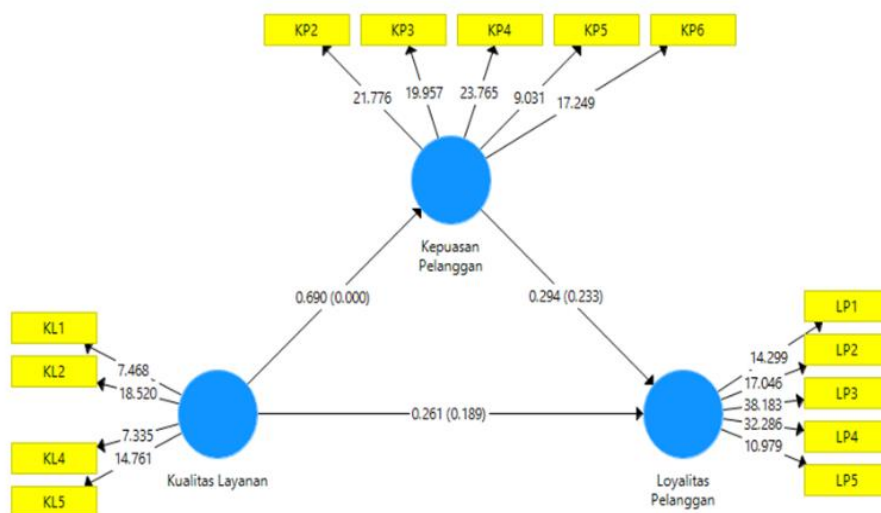 KP2 KP3 KP4 KP5 KP6
21.776 19.957 23.765 9.031 17.249
Kepuasan
Pelanggan
0.690 (0.000) 0.294 (0.233)
KL1
KL2
KL4
KL5
7.468
18.520
7.335
14.761
Kualitas Layanan
0.261 (0.189)
LP1
LP2
LP3
LP4
LP5
14.299
17.046
38.183
32.286
10.979
Loyalitas
Pelanggan